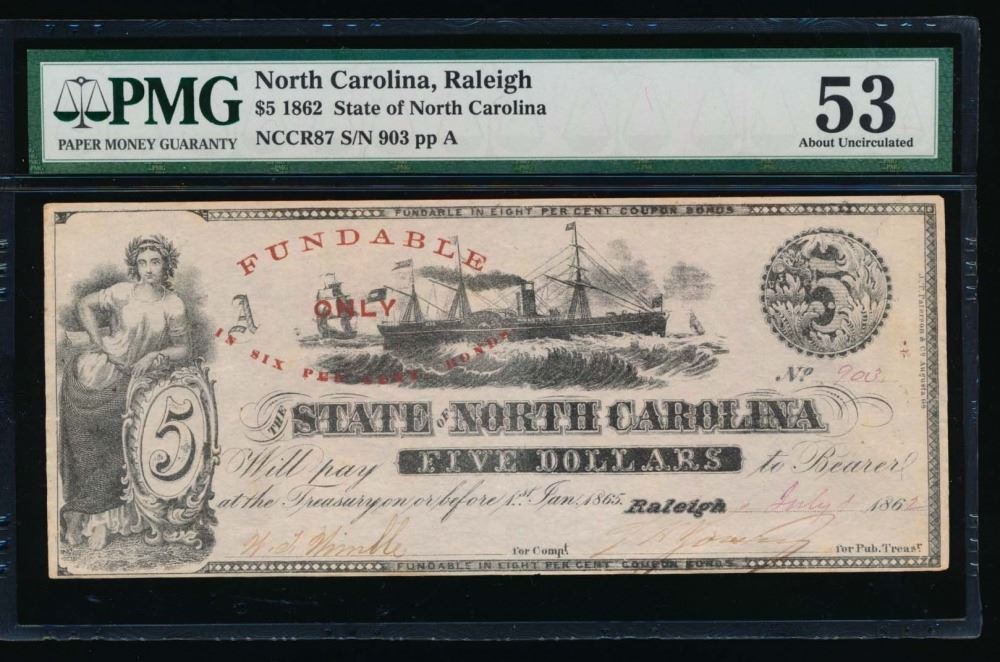 PMG
PAPER MONEY GUARANTY
North Carolina, Raleigh
$5 1862 State of North Carolina
NCCR87 S/N 903 pp A
53
About Uncirculated
FUNDABLE IN EIGHT PER CENT COUPON BONDS
FUNDABLE
ONLY
IN SIX PER CENT. BONDS
A
5
No 903
THE STATE OF NORTH CAROLINA
5
Will pay FIVE DOLLARS to Bearer
at the Treasury on or before 1st Jan. 1865. Raleigh, July 1 1862
for Compt for Pub. Treasr
FUNDABLE IN EIGHT PER CENT COUPON BONDS